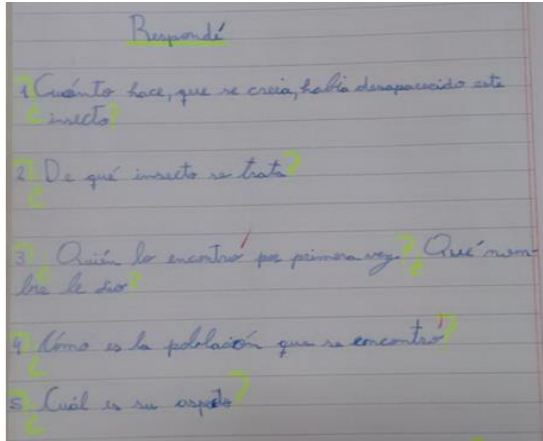 Respondé
1 ¿Cuánto hace, que se creia, había desaparecido este
insecto?
2 ¿De qué insecto se trata?
3 ¿Quién lo encontró por primera vez? ¿Qué nom-
bre le dio?
4 ¿Cómo es la población que se encontró?
5 ¿Cuál es su aspecto?